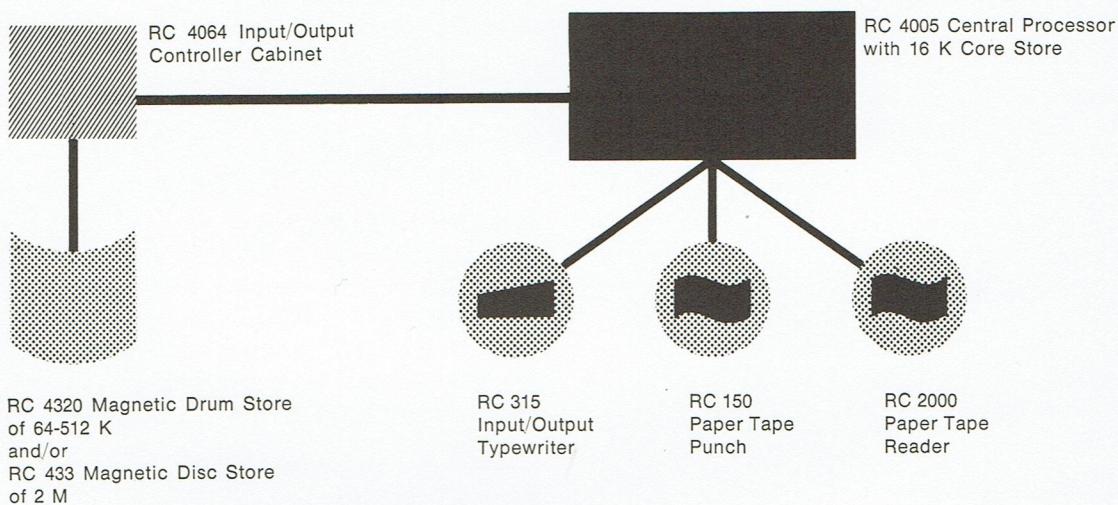 RC 4064 Input/Output
Controller Cabinet
RC 4005 Central Processor
with 16 K Core Store
RC 4320 Magnetic Drum Store
of 64-512 K
and/or
RC 433 Magnetic Disc Store
of 2 M
RC 315
Input/Output
Typewriter
RC 150
Paper Tape
Punch
RC 2000
Paper Tape
Reader